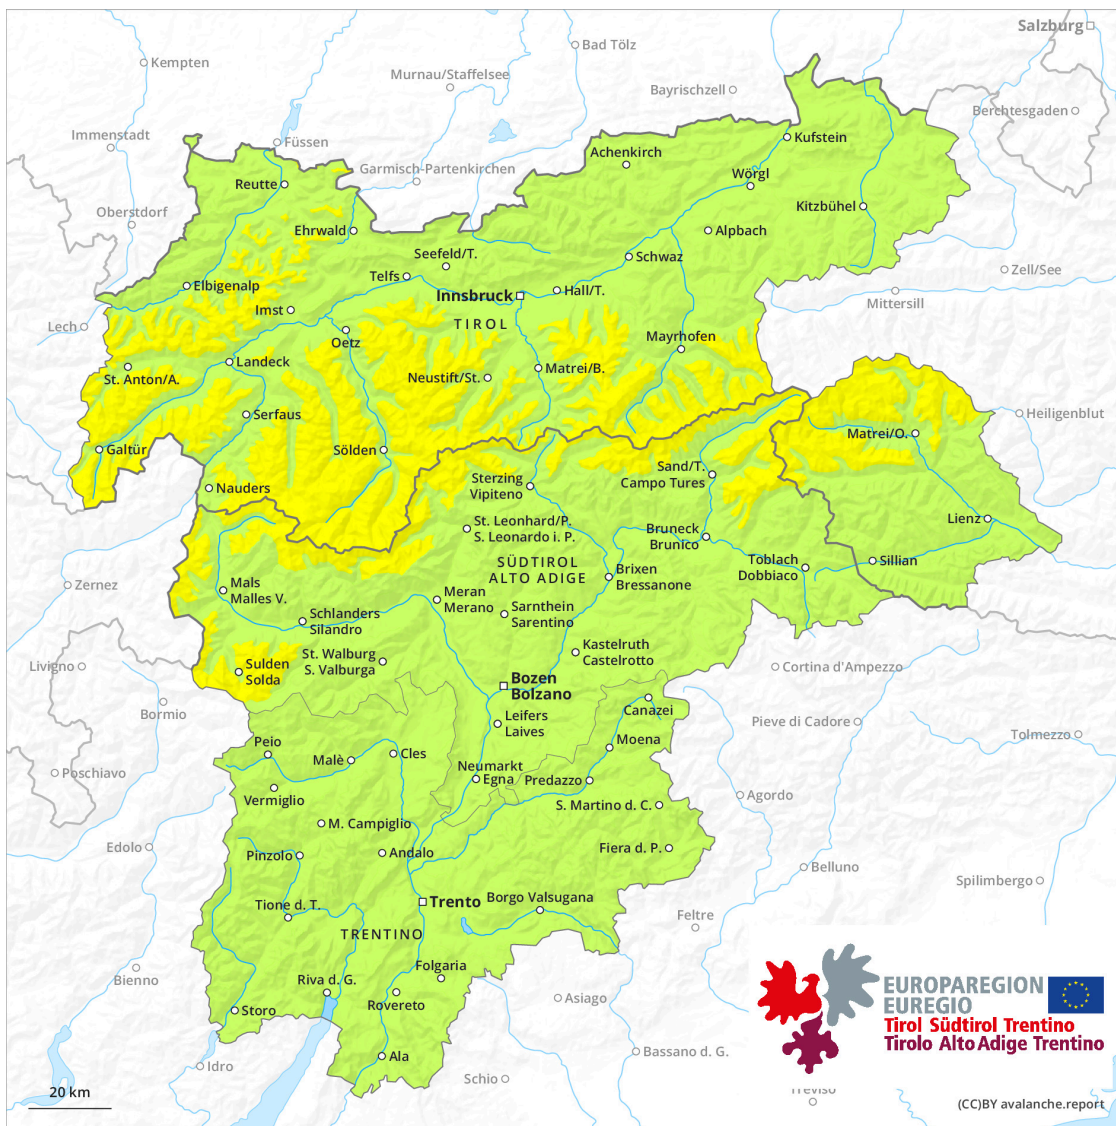 Salzburg
Bad Tölz
Kempten
Murnau/Staffelsee
Bayrischzell
Berchtesgaden
Immenstadt
Füssen
Kufstein
Achenkirch
Garmisch-Partenkirchen
Wörgl
Reutte
Oberstdorf
Kitzbühel
Ehrwald
Alpbach
Seefeld/T.
Schwaz
Zell/See
Telfs
Elbigenalp
Hall/T.
Innsbruck
Mittersill
Imst
TIROL
Lech
Oetz
Mayrhofen
Landeck
Matrei/B.
St. Anton/A.
Neustift/St.
Serfaus
Heiligenblut
Matrei/O.
Galtür
Sölden
Sand/T.
Campo Tures
Sterzing
Vipiteno
Nauders
St. Leonhard/P.
S. Leonardo i. P.
Lienz
Bruneck
Brunico
SÜDTIROL
ALTO ADIGE
Toblach
Dobbiaco
Sillian
Brixen
Bressanone
Zernez
Mals
Malles V.
Meran
Merano
Sarnthein
Sarentino
Schlanders
Silandro
Kastelruth
Castelrotto
St. Walburg
S. Valburga
Livigno
Sulden
Solda
Cortina d'Ampezzo
Bozen
Bolzano
Bormio
Canazei
Leifers
Laives
Pieve di Cadore
Tolmezzo
Moena
Peio
Malè
Cles
Neumarkt
Egna
Predazzo
Poschiavo
Vermiglio
Agordo
S. Martino d. C.
M. Campiglio
Edolo
Pinzolo
Andalo
Fiera d. P.
Belluno
Spilimbergo
Trento
Borgo Valsugana
Tione d. T.
Feltre
TRENTINO
Folgaria
Bienno
Riva d. G.
Rovereto
Asiago
Storo
EUROPAREGION
EUREGIO
Tirol Südtirol Trentino
Tirolo Alto Adige Trentino
Ala
Bassano d. G.
Idro
Schio
20 km
Treviso
(CC)BY avalanche.report